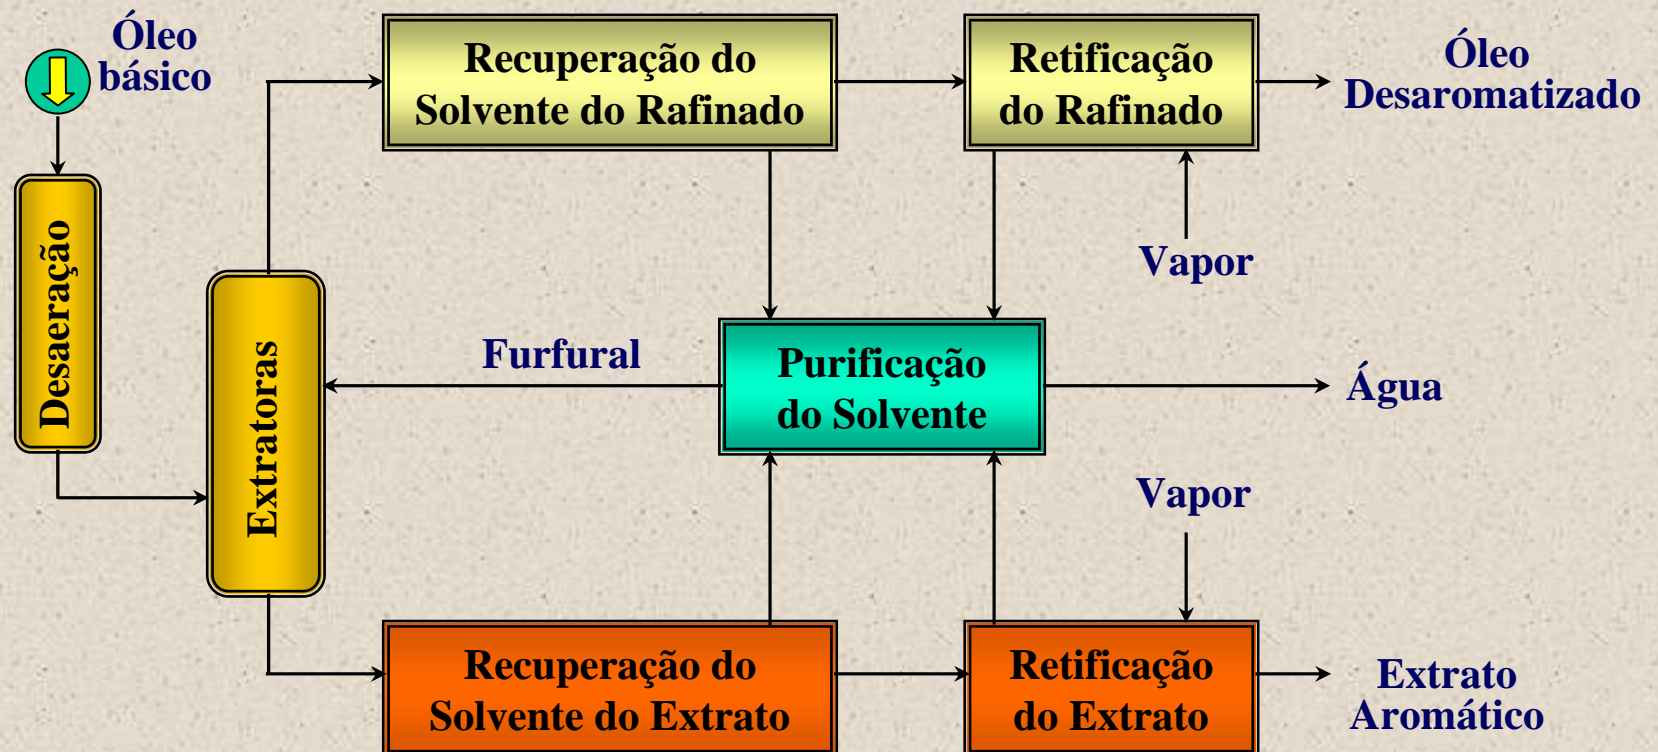 Óleo
básico
Recuperação do
Solvente do Rafinado
Retificação
do Rafinado
Óleo
Desaromatizado
Desaeração
Vapor
Extratoras
Furfural
Purificação
do Solvente
Água
Vapor
Recuperação do
Solvente do Extrato
Retificação
do Extrato
Extrato
Aromático